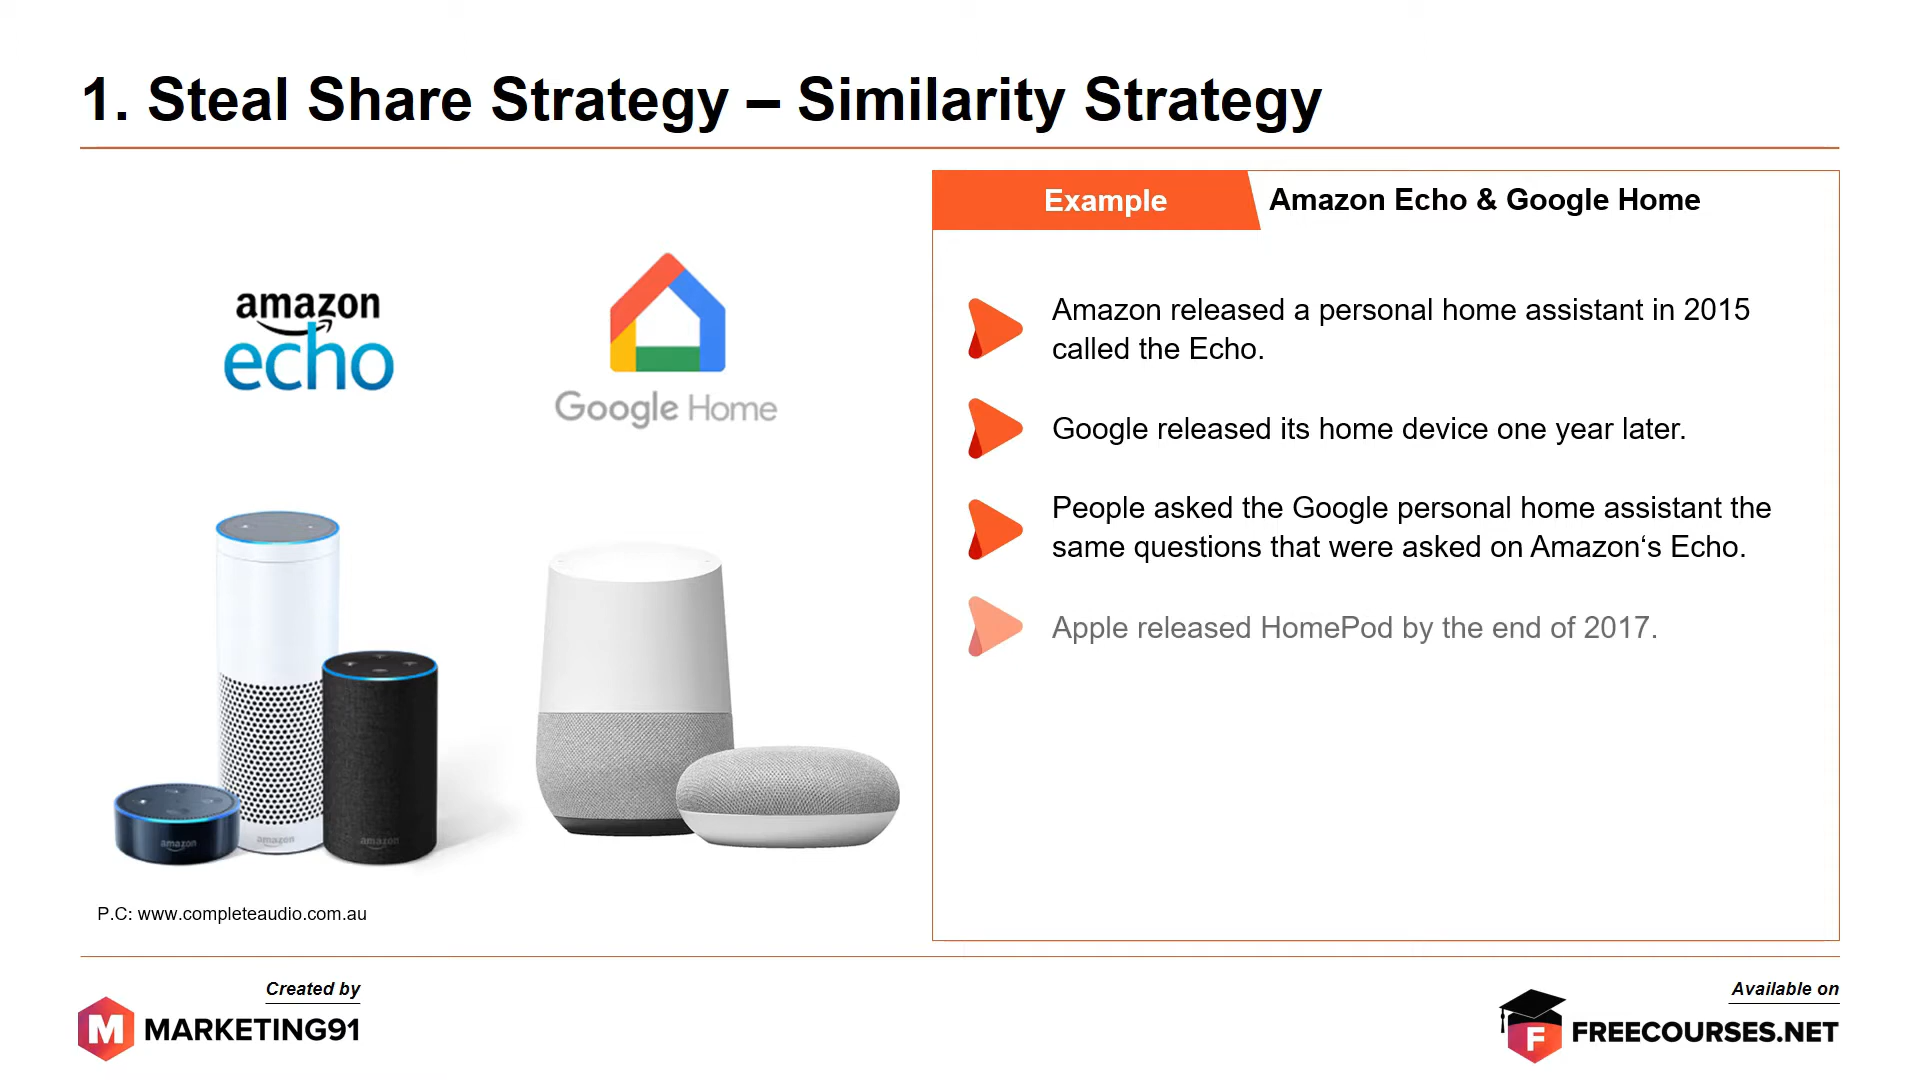 1. Steal Share Strategy – Similarity Strategy
amazon
echo
Google Home
amazon
amazon
amazon
P.C: www.completeaudio.com.au
Example
Amazon Echo & Google Home
Amazon released a personal home assistant in 2015
called the Echo.
Google released its home device one year later.
People asked the Google personal home assistant the
same questions that were asked on Amazon‘s Echo.
Apple released HomePod by the end of 2017.
Created by
M MARKETING91
Available on
F FREECOURSES.NET